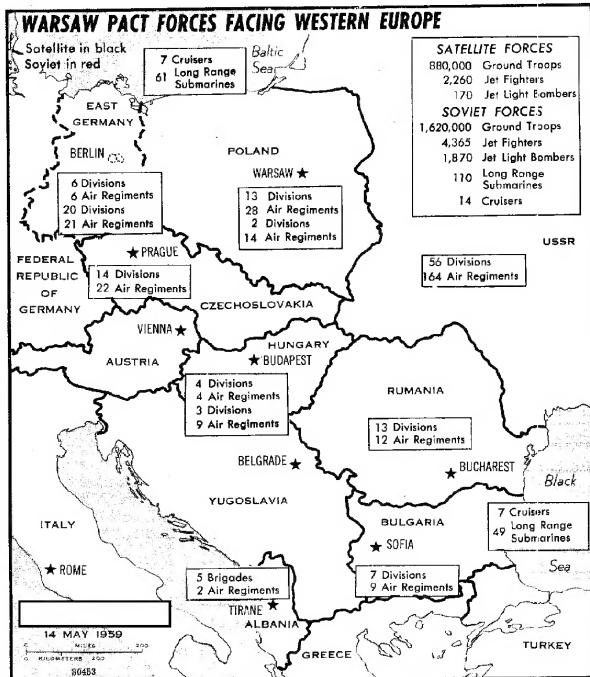 WARSAW PACT FORCES FACING WESTERN EUROPE
Satellite in black
Soviet in red
7 Cruisers
61 Long Range
Submarines
Baltic
Sea
SATELLITE FORCES
880,000 Ground Troops
2,260 Jet Fighters
170 Jet Light Bombers
SOVIET FORCES
1,620,000 Ground Troops
4,365 Jet Fighters
1,870 Jet Light Bombers
110 Long Range
Submarines
14 Cruisers
EAST
GERMANY
BERLIN
POLAND
WARSAW
6 Divisions
6 Air Regiments
20 Divisions
21 Air Regiments
13 Divisions
28 Air Regiments
2 Divisions
14 Air Regiments
USSR
56 Divisions
164 Air Regiments
FEDERAL
REPUBLIC
OF
GERMANY
PRAGUE
14 Divisions
22 Air Regiments
CZECHOSLOVAKIA
VIENNA
AUSTRIA
HUNGARY
BUDAPEST
4 Divisions
4 Air Regiments
3 Divisions
9 Air Regiments
RUMANIA
13 Divisions
12 Air Regiments
BUCHAREST
BELGRADE
YUGOSLAVIA
Black
Sea
7 Cruisers
49 Long Range
Submarines
BULGARIA
SOFIA
7 Divisions
9 Air Regiments
ITALY
ROME
5 Brigades
2 Air Regiments
TIRANE
ALBANIA
GREECE
TURKEY
14 MAY 1959
0 MILES 200
0 KILOMETERS 200
30453